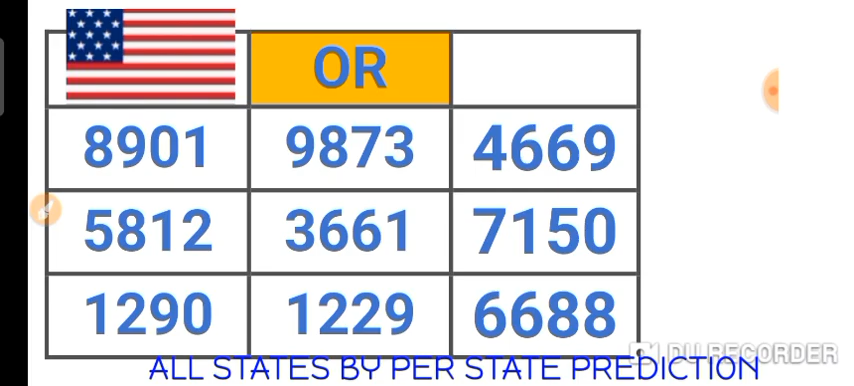 OR
8901 9873 4669
5812 3661 7150
1290 1229 6688
DU RECORDER
ALL STATES BY PER STATE PREDICTION